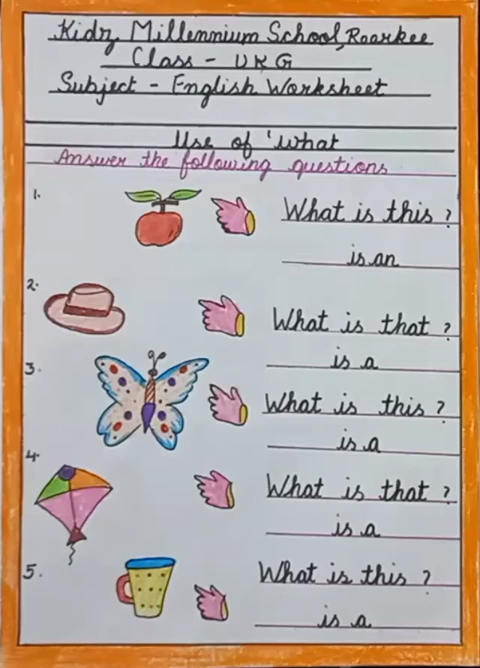 Kidz Millennium School, Roorkee
Class - UKG
Subject - English Worksheet
Use of 'what
Answer the following questions
1.
What is this ?
is an
2.
What is that ?
is a
3.
What is this ?
is a
4.
What is that ?
is a
5.
What is this ?
is a